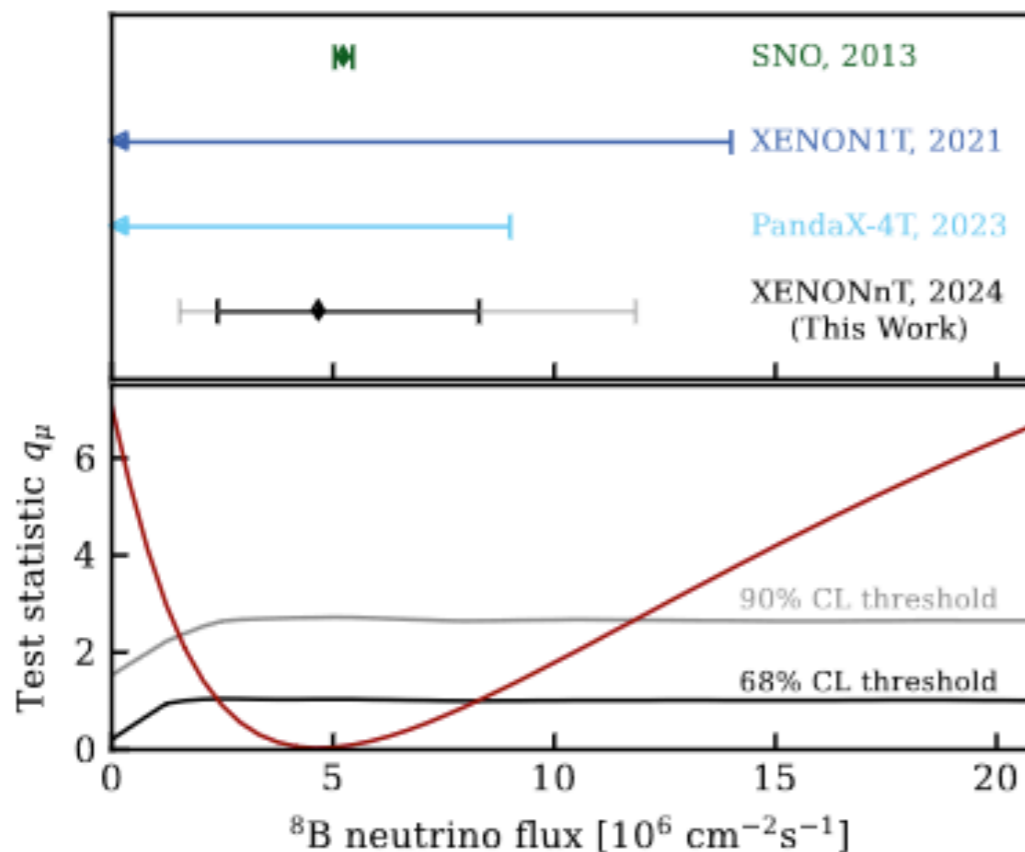 SNO, 2013
XENON1T, 2021
PandaX-4T, 2023
XENONnT, 2024
(This Work)
Test statistic qμ
6
4
2
0
90% CL threshold
68% CL threshold
0 5 10 15 20
⁸B neutrino flux [10⁶ cm⁻²s⁻¹]